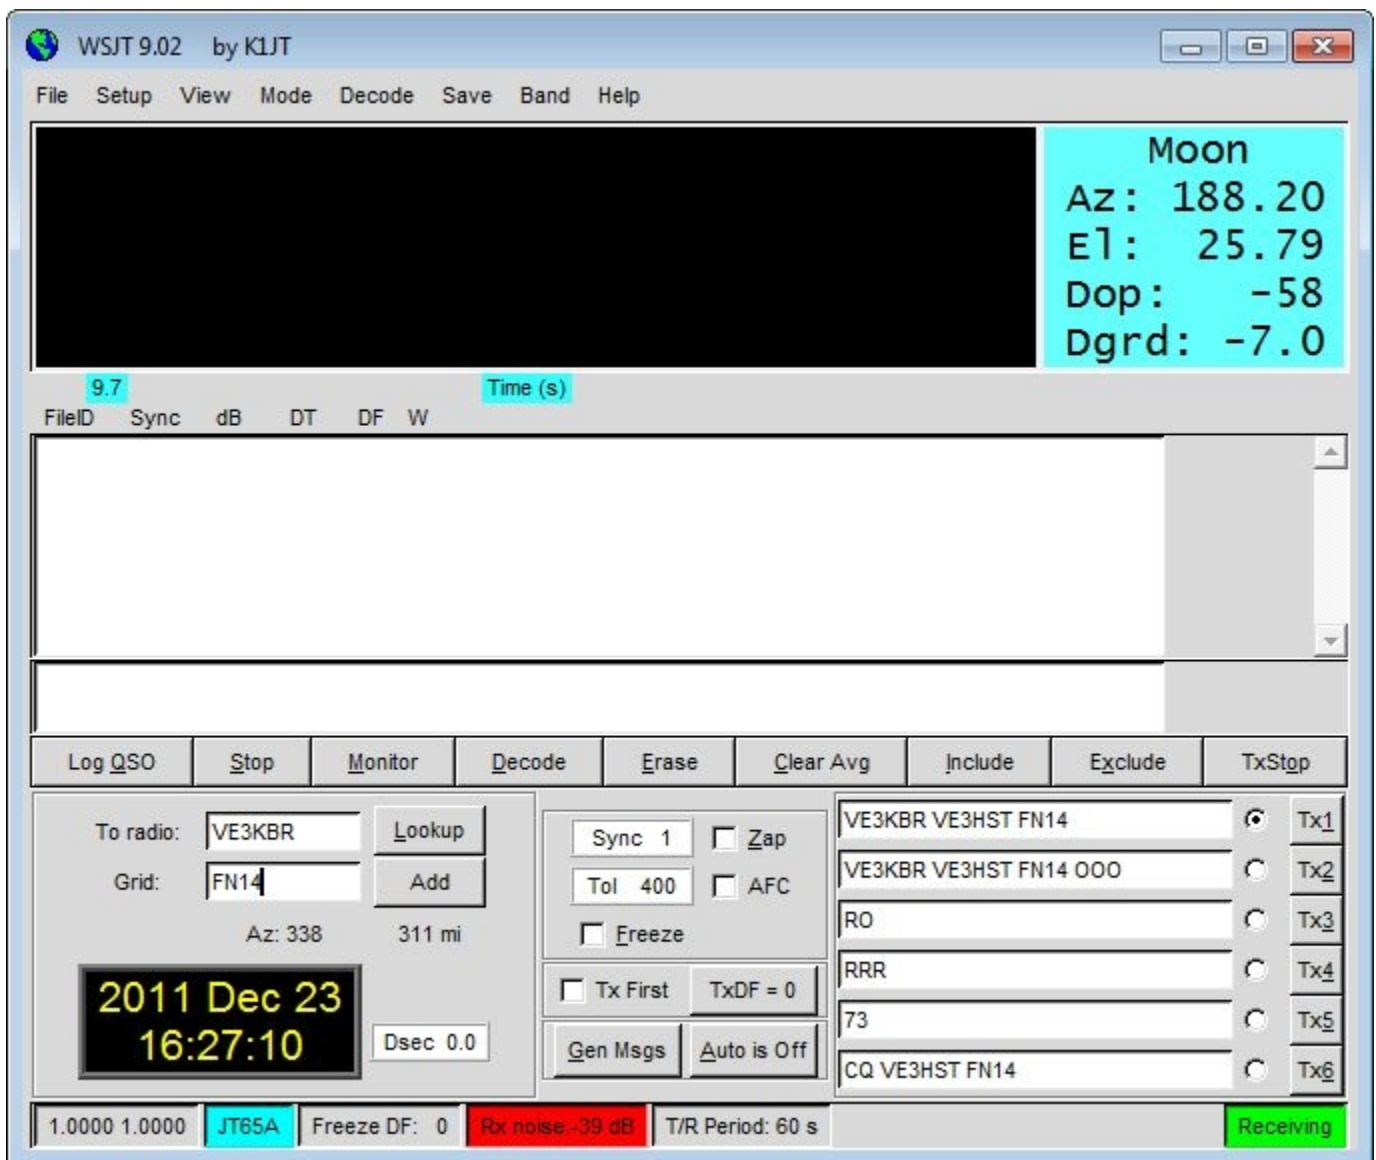 WSJT 9.02 by K1JT
File Setup View Mode Decode Save Band Help
Moon
Az: 188.20
El: 25.79
Dop: -58
Dgrd: -7.0
9.7 Time (s)
FileID Sync dB DT DF W
Log QSO Stop Monitor Decode Erase Clear Avg Include Exclude TxStop
To radio: VE3KBR Lookup
Grid: FN14 Add
Az: 338 311 mi
2011 Dec 23
16:27:10
Dsec 0.0
Sync 1 Zap
Tol 400 AFC
Freeze
Tx First TxDF = 0
Gen Msgs Auto is Off
VE3KBR VE3HST FN14 Tx1
VE3KBR VE3HST FN14 OOO Tx2
RO Tx3
RRR Tx4
73 Tx5
CQ VE3HST FN14 Tx6
1.0000 1.0000 JT65A Freeze DF: 0 Rx noise:-39 dB T/R Period: 60 s Receiving